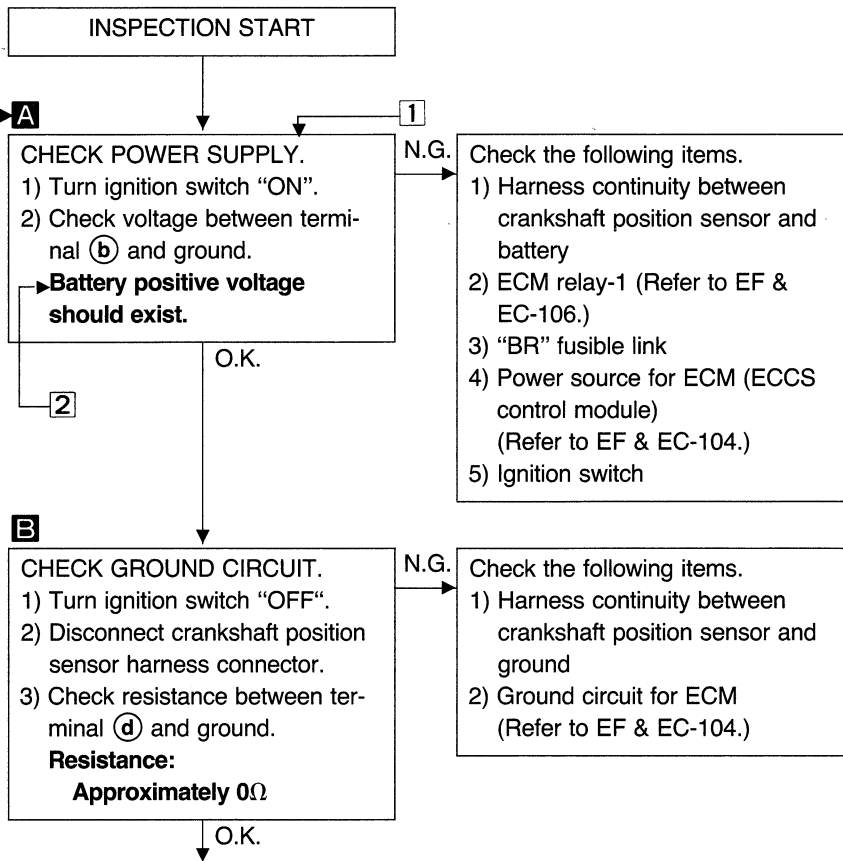 INSPECTION START
A
1
CHECK POWER SUPPLY.
1) Turn ignition switch “ON”.
2) Check voltage between termi-
nal b and ground.
Battery positive voltage
should exist.
N.G.
Check the following items.
1) Harness continuity between
crankshaft position sensor and
battery
2) ECM relay-1 (Refer to EF &
EC-106.)
3) “BR” fusible link
4) Power source for ECM (ECCS
control module)
(Refer to EF & EC-104.)
5) Ignition switch
O.K.
2
B
CHECK GROUND CIRCUIT.
1) Turn ignition switch "OFF“.
2) Disconnect crankshaft position
sensor harness connector.
3) Check resistance between ter-
minal d and ground.
Resistance:
Approximately 0Ω
N.G.
Check the following items.
1) Harness continuity between
crankshaft position sensor and
ground
2) Ground circuit for ECM
(Refer to EF & EC-104.)
O.K.